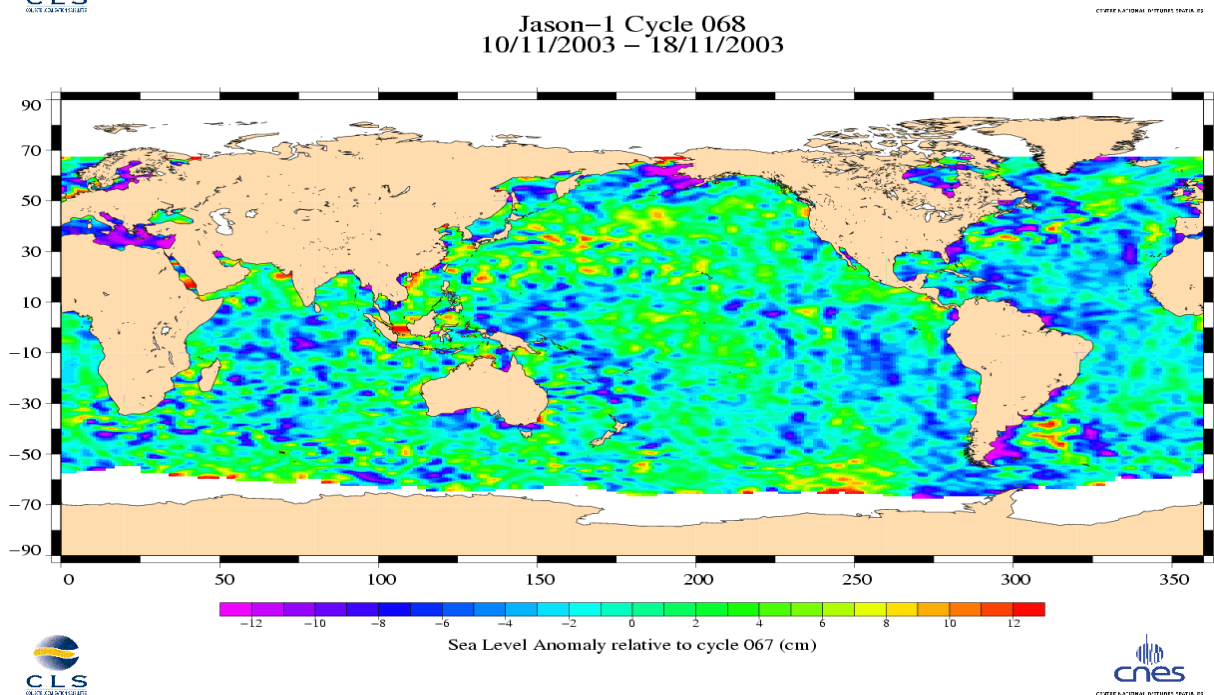 CLS
Jason−1 Cycle 068
10/11/2003 − 18/11/2003
90
70
50
30
10
−10
−30
−50
−70
−90
0 50 100 150 200 250 300 350
−12 −10 −8 −6 −4 −2 0 2 4 6 8 10 12
Sea Level Anomaly relative to cycle 067 (cm)
CLS
cnes